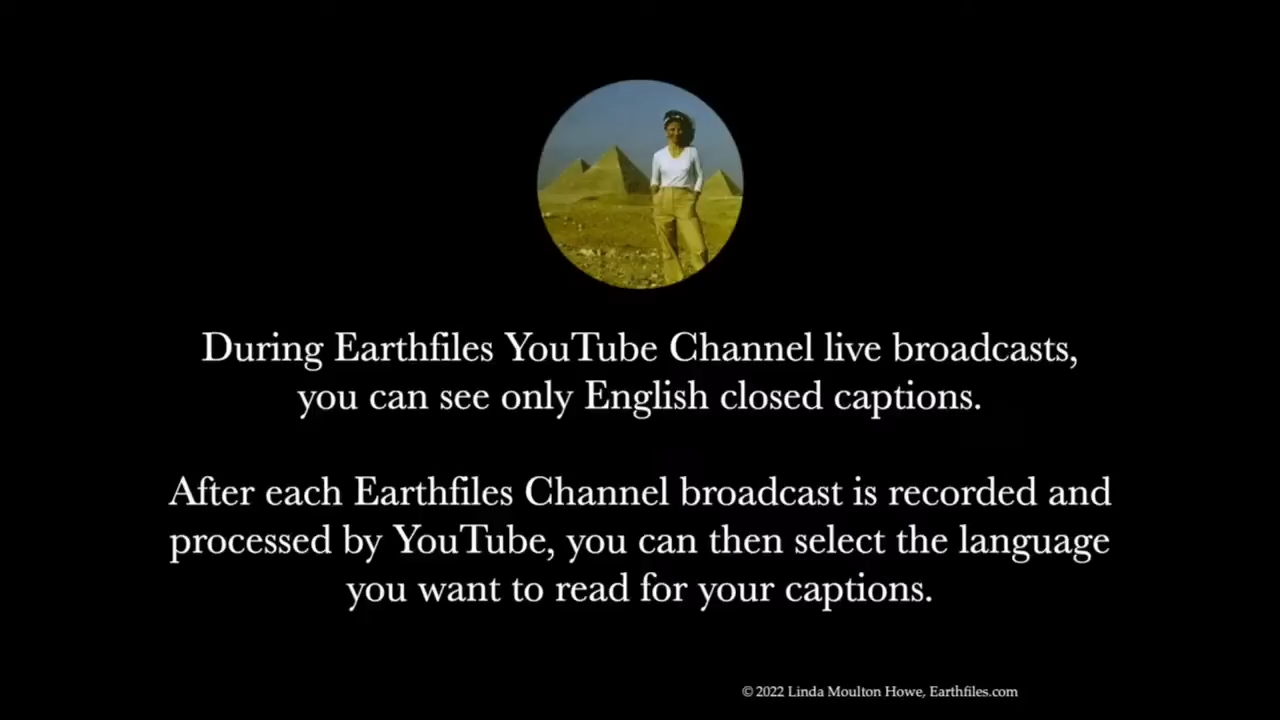 During Earthfiles YouTube Channel live broadcasts,
you can see only English closed captions.
After each Earthfiles Channel broadcast is recorded and
processed by YouTube, you can then select the language
you want to read for your captions.
© 2022 Linda Moulton Howe, Earthfiles.com